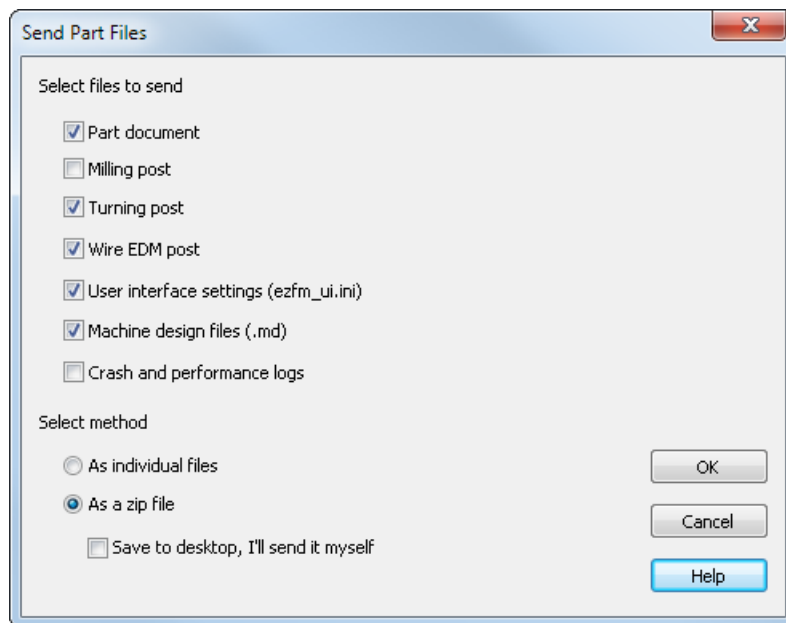 Send Part Files
Select files to send
Part document
Milling post
Turning post
Wire EDM post
User interface settings (ezfm_ui.ini)
Machine design files (.md)
Crash and performance logs
Select method
As individual files
OK
As a zip file
Cancel
Save to desktop, I'll send it myself
Help